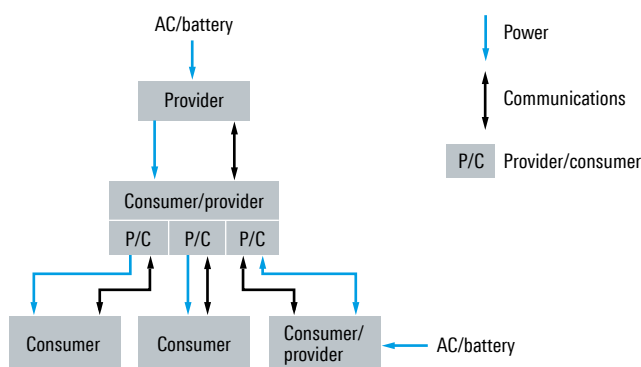 AC/battery
Power
Provider
Communications
P/C Provider/consumer
Consumer/provider
P/C P/C P/C
Consumer
Consumer
Consumer/
provider
AC/battery